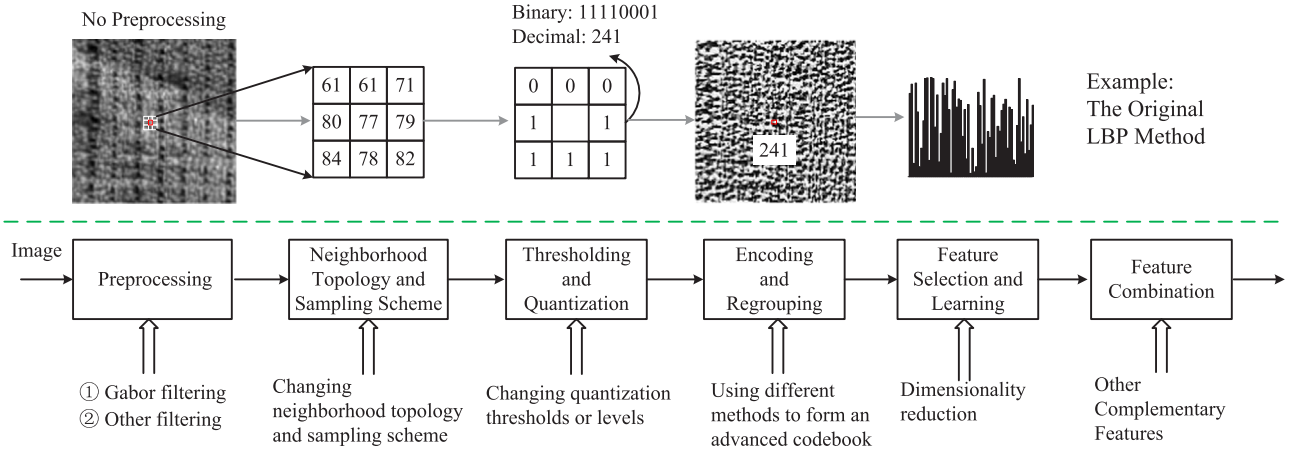 No Preprocessing
Binary: 11110001
Decimal: 241
61 61 71
80 77 79
84 78 82
0 0 0
1 1
1 1 1
241
Example:
The Original
LBP Method
Image
Preprocessing
Neighborhood
Topology and
Sampling Scheme
Thresholding
and
Quantization
Encoding
and
Regrouping
Feature
Selection and
Learning
Feature
Combination
① Gabor filtering
② Other filtering
Changing
neighborhood topology
and sampling scheme
Changing quantization
thresholds or levels
Using different
methods to form an
advanced codebook
Dimensionality
reduction
Other
Complementary
Features